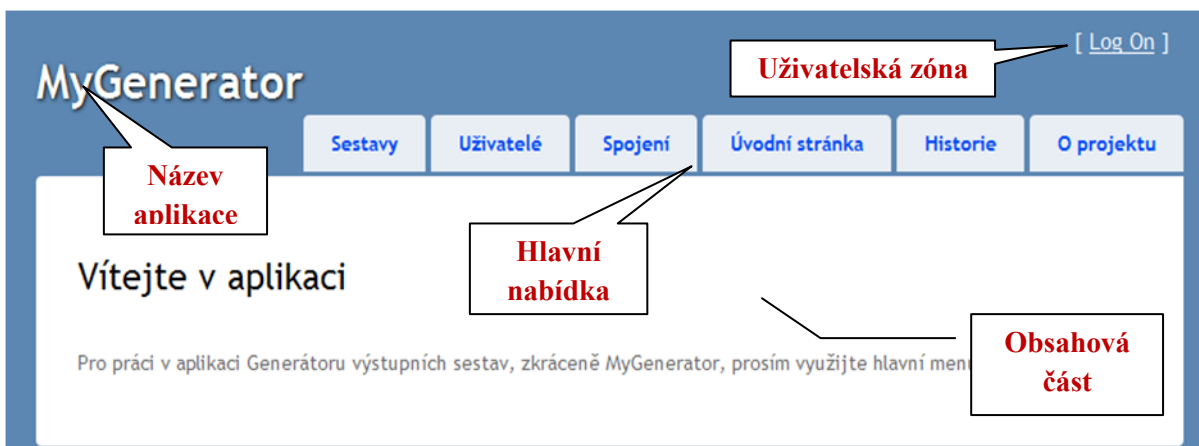 [ Log On ]
Uživatelská zóna
MyGenerator
Sestavy Uživatelé Spojení Úvodní stránka Historie O projektu
Název
aplikace
Hlavní
nabídka
Vítejte v aplikaci
Obsahová
část
Pro práci v aplikaci Generátoru výstupních sestav, zkráceně MyGenerator, prosím využijte hlavní menu